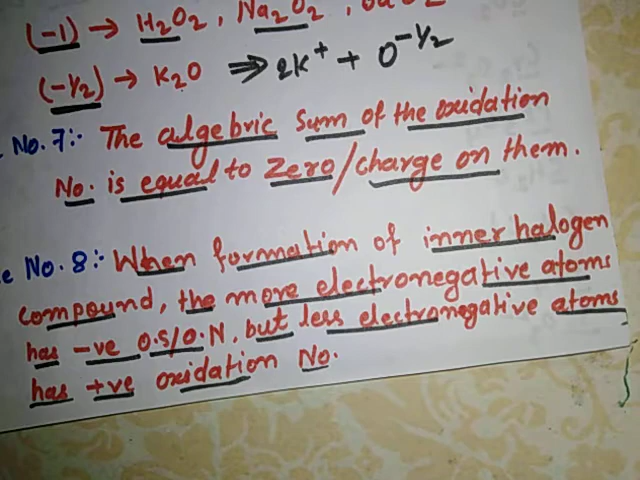 (-1) → H₂O₂, Na₂O₂,
(-½) → K₂O ⇒ 2K⁺ + O⁻¹/²
No. 7:- The algebric sum of the oxidation
No. is equal to Zero/charge on them.
No. 8:- When formation of inner halogen
compound, the more electronegative atoms
has -ve O.S/O.N, but less electronegative atoms
has +ve oxidation No.